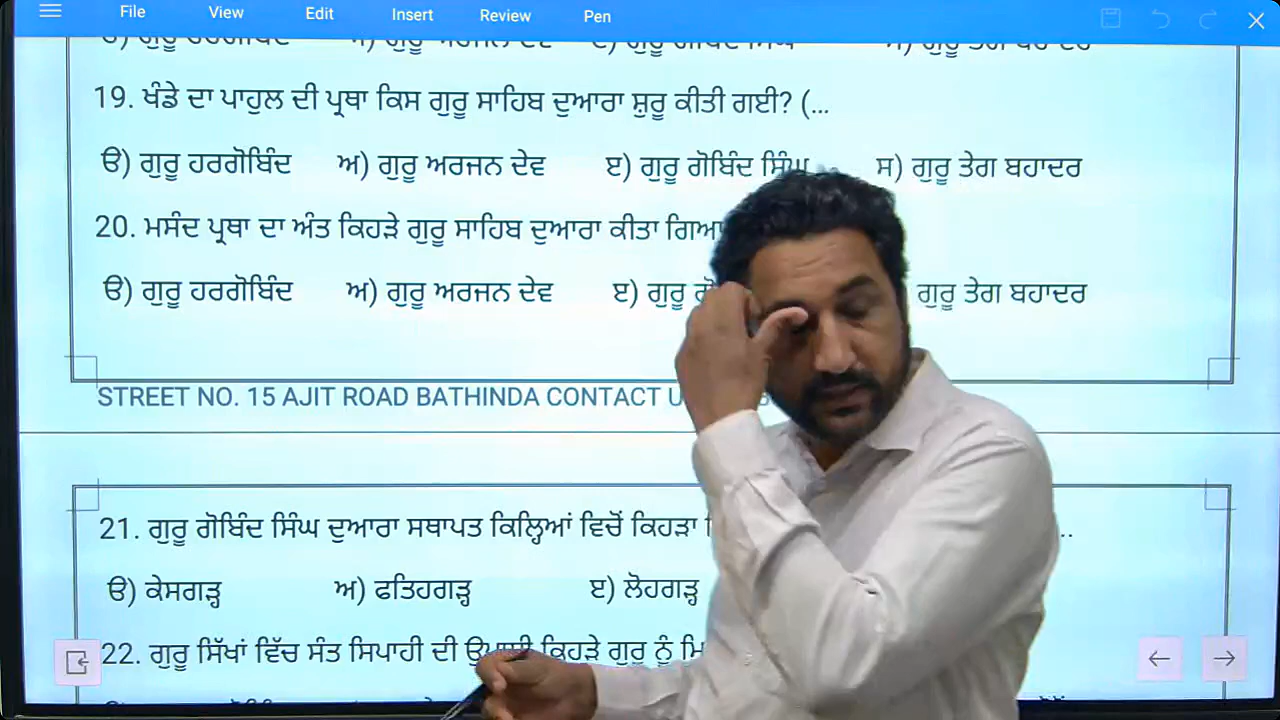 File View Edit Insert Review Pen
19. ਖੰਡੇ ਦਾ ਪਾਹੁਲ ਦੀ ਪ੍ਰਥਾ ਕਿਸ ਗੁਰੂ ਸਾਹਿਬ ਦੁਆਰਾ ਸ਼ੁਰੂ ਕੀਤੀ ਗਈ? (...
ੳ) ਗੁਰੂ ਹਰਗੋਬਿੰਦ ਅ) ਗੁਰੂ ਅਰਜਨ ਦੇਵ ੲ) ਗੁਰੂ ਗੋਬਿੰਦ ਸਿੰਘ ਸ) ਗੁਰੂ ਤੇਗ ਬਹਾਦਰ
20. ਮਸੰਦ ਪ੍ਰਥਾ ਦਾ ਅੰਤ ਕਿਹੜੇ ਗੁਰੂ ਸਾਹਿਬ ਦੁਆਰਾ ਕੀਤਾ ਗਿਆ
ੳ) ਗੁਰੂ ਹਰਗੋਬਿੰਦ ਅ) ਗੁਰੂ ਅਰਜਨ ਦੇਵ ੲ) ਗੁਰੂ ਗੁਰੂ ਤੇਗ ਬਹਾਦਰ
STREET NO. 15 AJIT ROAD BATHINDA CONTACT
21. ਗੁਰੂ ਗੋਬਿੰਦ ਸਿੰਘ ਦੁਆਰਾ ਸਥਾਪਤ ਕਿਲ੍ਹਿਆਂ ਵਿਚੋਂ ਕਿਹੜਾ
ੳ) ਕੇਸਗੜ੍ਹ ਅ) ਫਤਿਹਗੜ੍ਹ ੲ) ਲੋਹਗੜ੍ਹ
22. ਗੁਰੂ ਸਿੱਖਾਂ ਵਿੱਚ ਸੰਤ ਸਿਪਾਹੀ ਦੀ ਕਿਹੜੇ ਗੁਰੂ ਨੂੰ